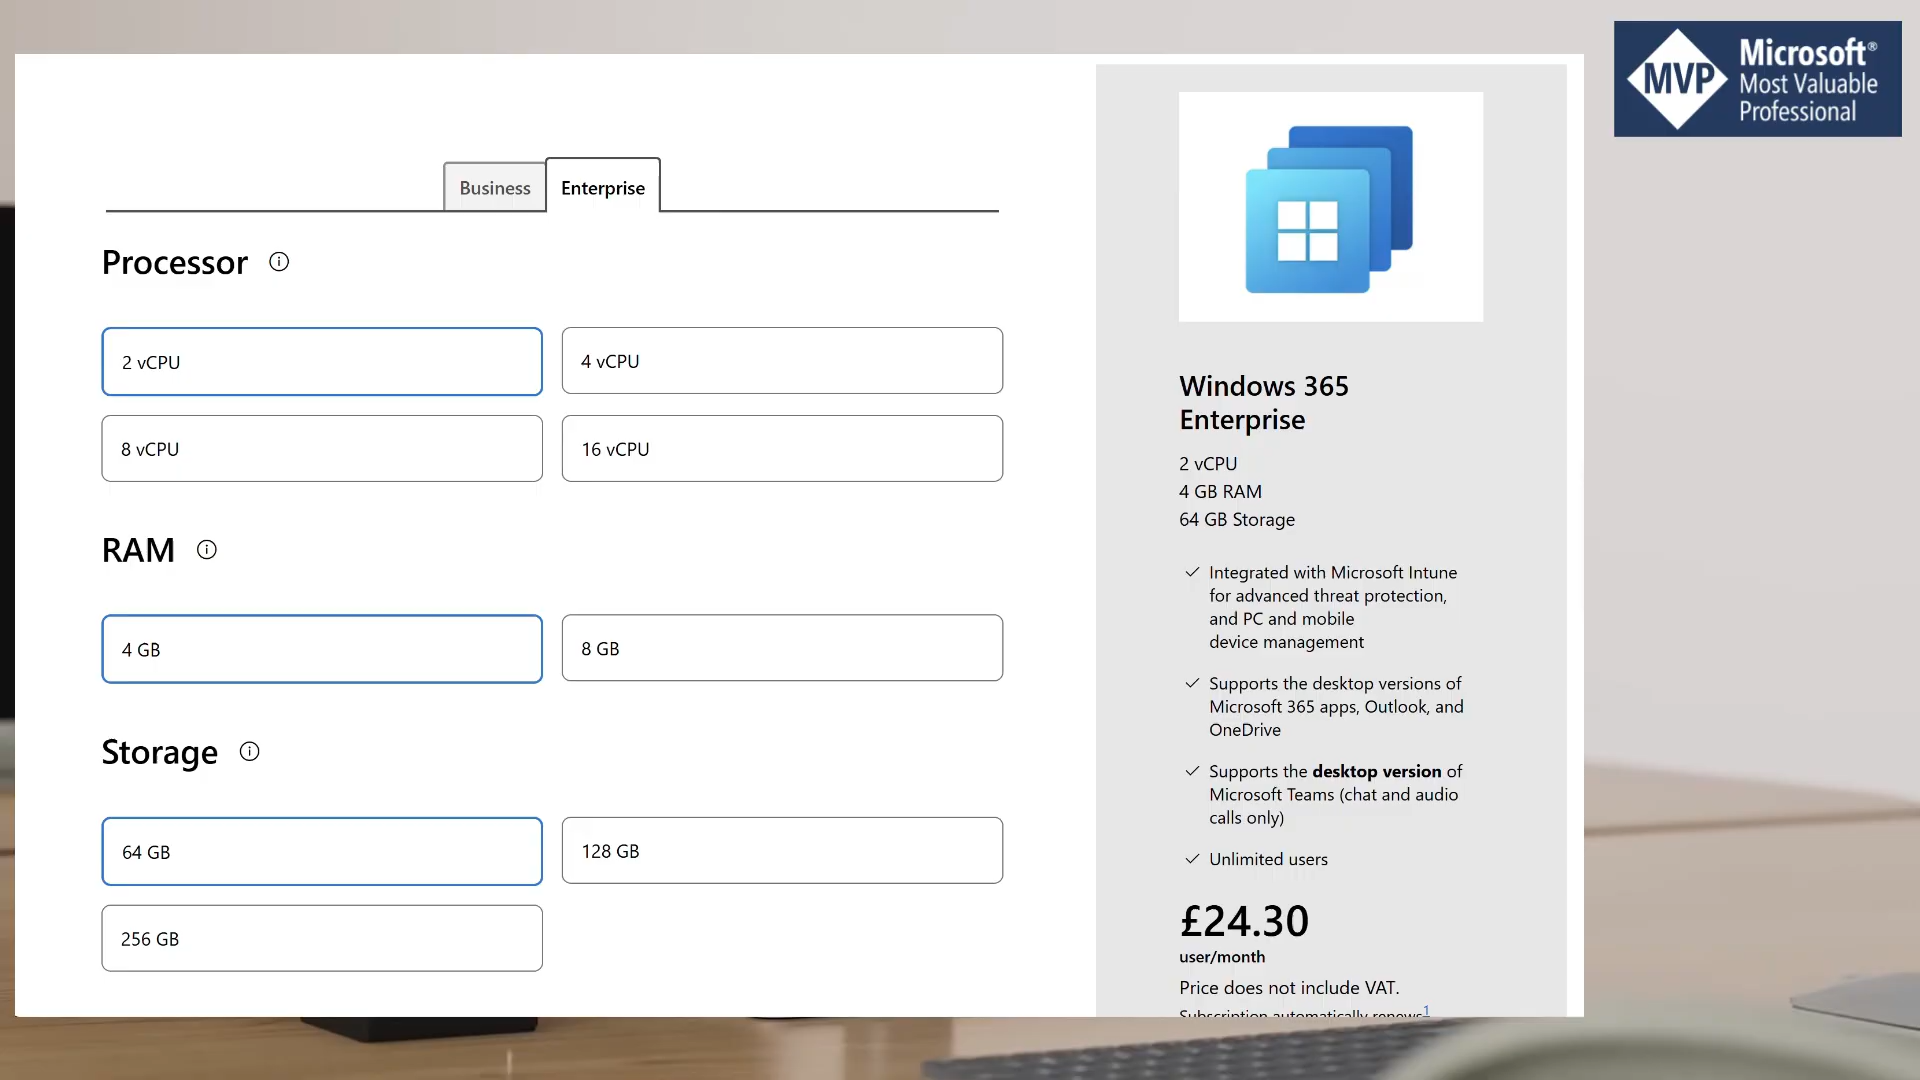 MVP
Microsoft®
Most Valuable
Professional
Business
Enterprise
Processor
2 vCPU
4 vCPU
8 vCPU
16 vCPU
RAM
4 GB
8 GB
Storage
64 GB
128 GB
256 GB
Windows 365
Enterprise
2 vCPU
4 GB RAM
64 GB Storage
Integrated with Microsoft Intune
for advanced threat protection,
and PC and mobile
device management
Supports the desktop versions of
Microsoft 365 apps, Outlook, and
OneDrive
Supports the desktop version of
Microsoft Teams (chat and audio
calls only)
Unlimited users
£24.30
user/month
Price does not include VAT.
Subscription automatically renews1